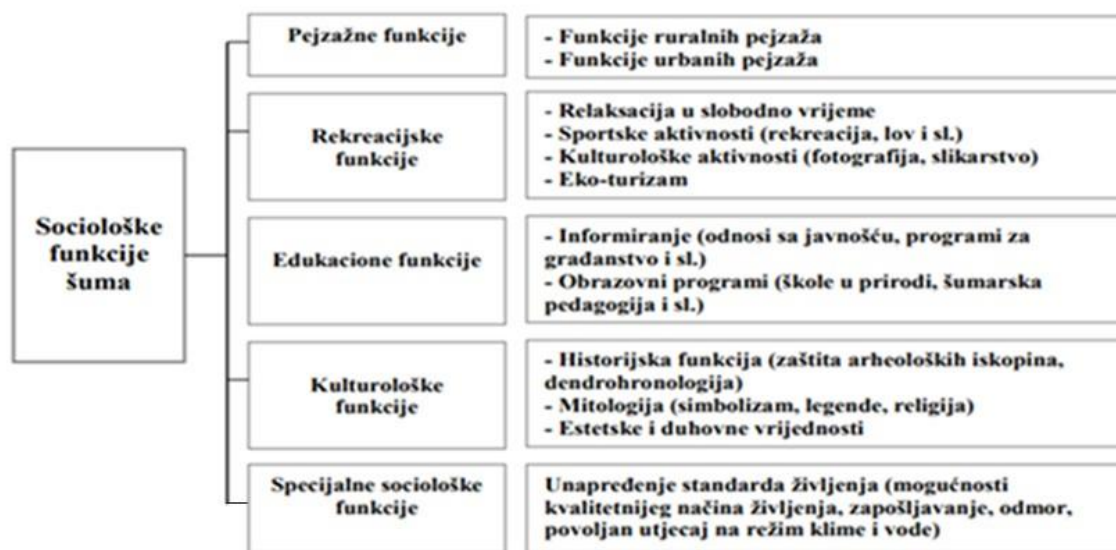 Sociološke
funkcije
šuma
Pejzažne funkcije
- Funkcije ruralnih pejzaža
- Funkcije urbanih pejzaža
Rekreacijske
funkcije
- Relaksacija u slobodno vrijeme
- Sportske aktivnosti (rekreacija, lov i sl.)
- Kulturološke aktivnosti (fotografija, slikarstvo)
- Eko-turizam
Edukacione funkcije
- Informiranje (odnosi sa javnošću, programi za
građanstvo i sl.)
- Obrazovni programi (škole u prirodi, šumarska
pedagogija i sl.)
Kulturološke
funkcije
- Historijska funkcija (zaštita arheoloških iskopina,
dendrohronologija)
- Mitologija (simbolizam, legende, religija)
- Estetske i duhovne vrijednosti
Specijalne sociološke
funkcije
Unapređenje standarda življenja (mogućnosti
kvalitetnijeg načina življenja, zapošljavanje, odmor,
povoljan utjecaj na režim klime i vode)